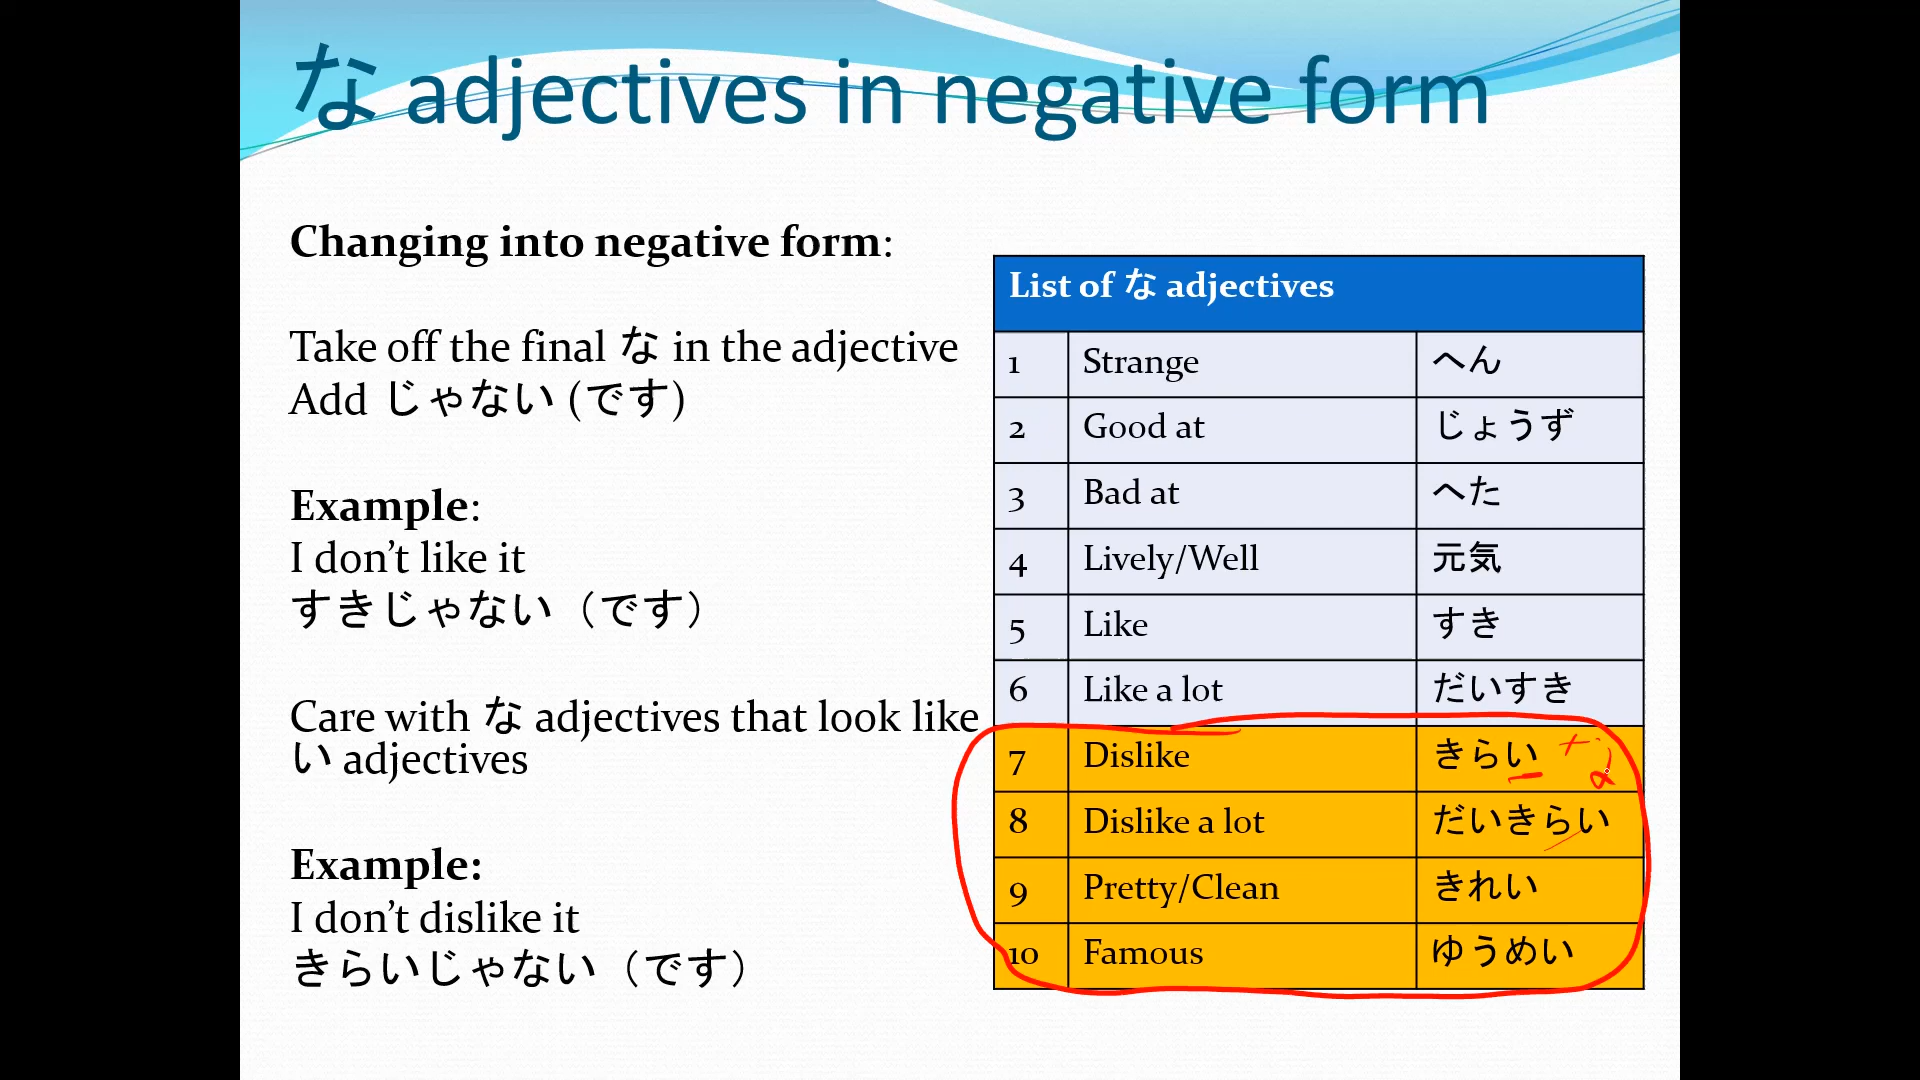 な adjectives in negative form
Changing into negative form:
Take off the final な in the adjective
Add じゃない (です)
Example:
I don't like it
すきじゃない（です）
Care with な adjectives that look like
い adjectives
Example:
I don't dislike it
きらいじゃない（です）
List of な adjectives
1 Strange へん
2 Good at じょうず
3 Bad at へた
4 Lively/Well 元気
5 Like すき
6 Like a lot だいすき
7 Dislike きらい な
8 Dislike a lot だいきらい
9 Pretty/Clean きれい
10 Famous ゆうめい